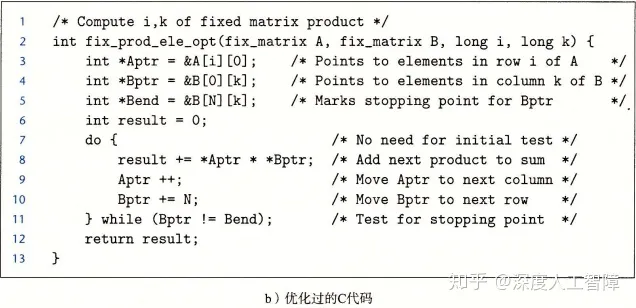 1 /* Compute i,k of fixed matrix product */
2 int fix_prod_ele_opt(fix_matrix A, fix_matrix B, long i, long k) {
3     int *Aptr = &A[i][0];    /* Points to elements in row i of A     */
4     int *Bptr = &B[0][k];    /* Points to elements in column k of B */
5     int *Bend = &B[N][k];    /* Marks stopping point for Bptr        */
6     int result = 0;
7     do {                           /* No need for initial test */
8         result += *Aptr * *Bptr;  /* Add next product to sum  */
9         Aptr ++;                   /* Move Aptr to next column */
10         Bptr += N;                 /* Move Bptr to next row    */
11     } while (Bptr != Bend);       /* Test for stopping point  */
12     return result;
13 }
b）优化过的C代码
知乎 @深度人工智障